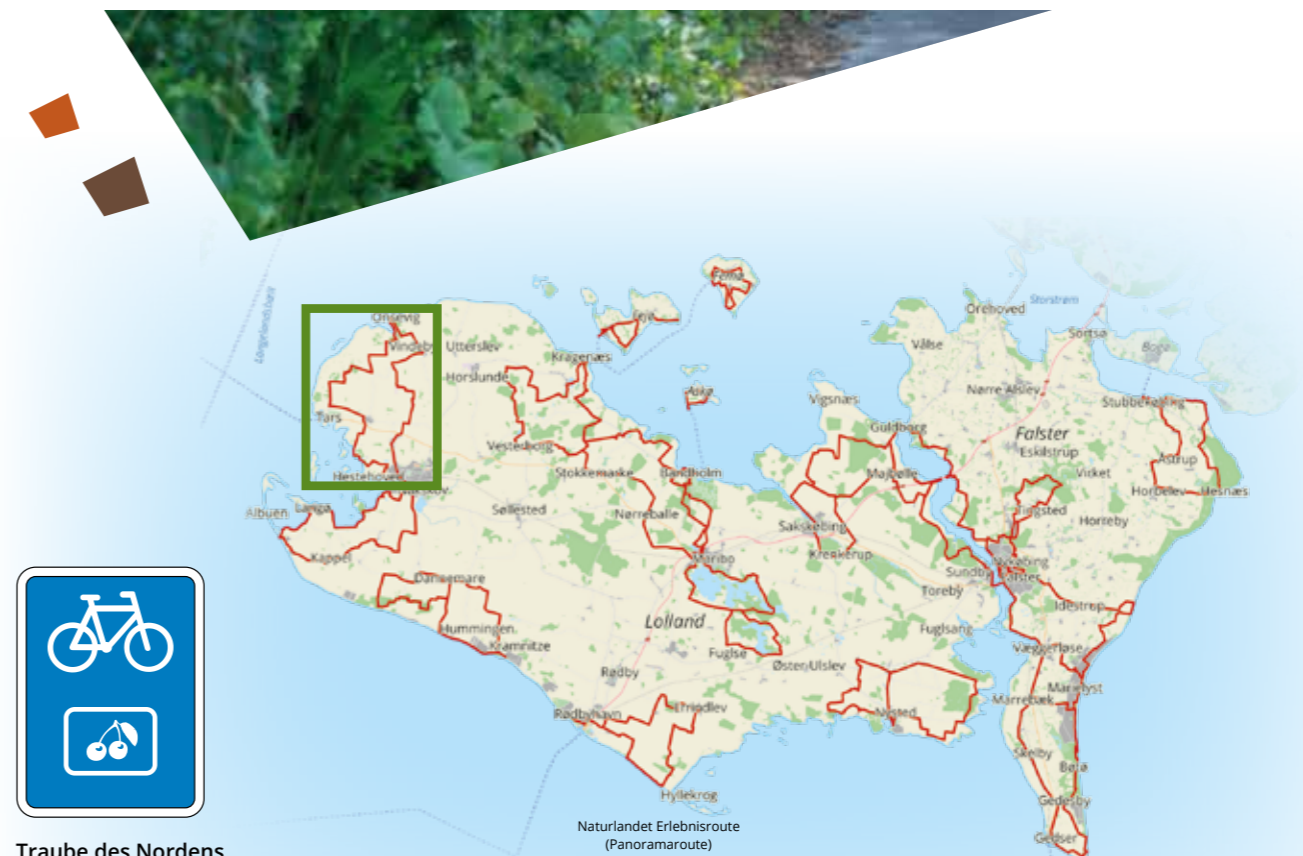 Onsevig
Vindeby
Utterslev
Horslunde
Kragenæs
Fejø
Femø
Askø
Tårs
Vestenborg
Stokkemarke
Bandholm
Hestehoved
Nakskov
Albuen
Langø
Kappel
Søllested
Nørreballe
Maribo
Dannemare
Hummingen
Kramnitze
Lolland
Fuglse
Rødby
Rødbyhavn
Errindlev
Øster Ulslev
Hyllekrog
Nysted
Vigsnæs
Guldborg
Majbølle
Sakskøbing
Krenkerup
Sundby
Toreby
Fuglsang
Orehoved
Storstrøm
Sortsø
Bogø
Vålse
Nørre Alslev
Stubbekøbing
Falster
Eskilstrup
Virket
Åstrup
Horbelev
Hesnæs
Tingsted
Horreby
Nykøbing
Falster
Idestrup
Væggerløse
Marielyst
Marrebæk
Skelby
Bøtø
Gedesby
Gedser
Naturlandet Erlebnisroute
(Panoramaroute)
Traube des Nordens